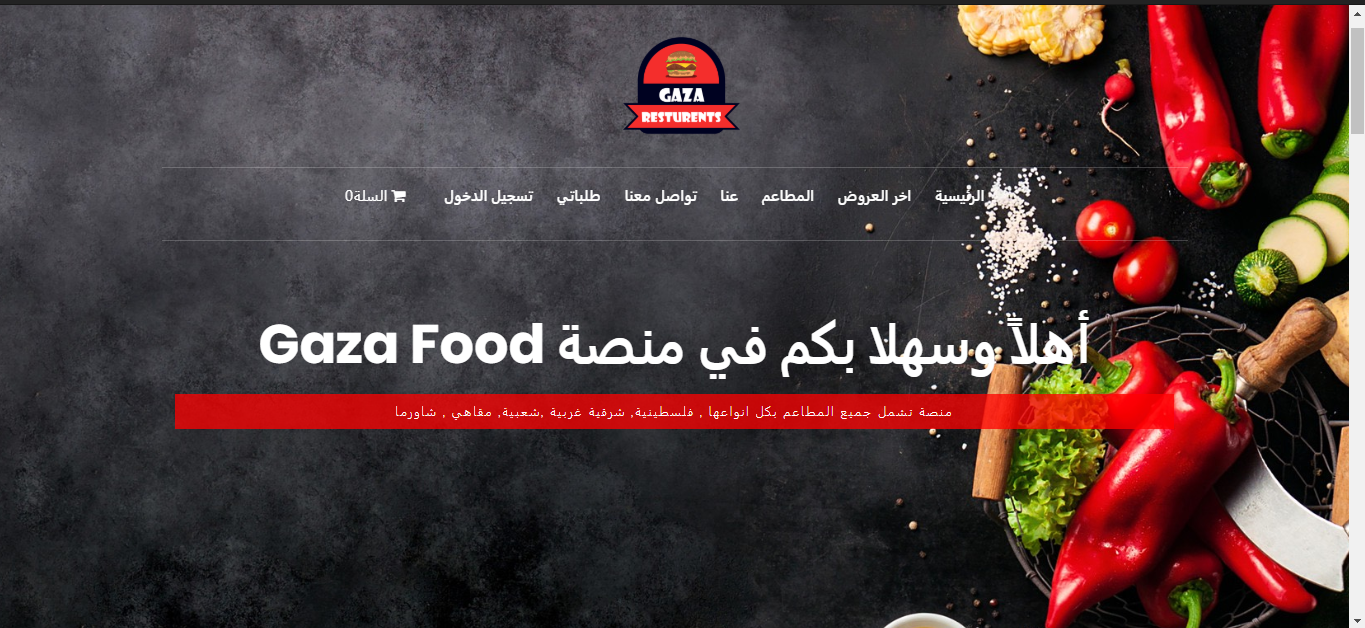 GAZA
RESTURENTS
الرئيسية اخر العروض المطاعم عنا تواصل معنا طلباتي تسجيل الدخول السلة0
أهلاً وسهلا بكم في منصة Gaza Food
منصة تشمل جميع المطاعم بكل انواعها , فلسطينية, شرقية غربية ,شعبية, مقاهي , شاورما